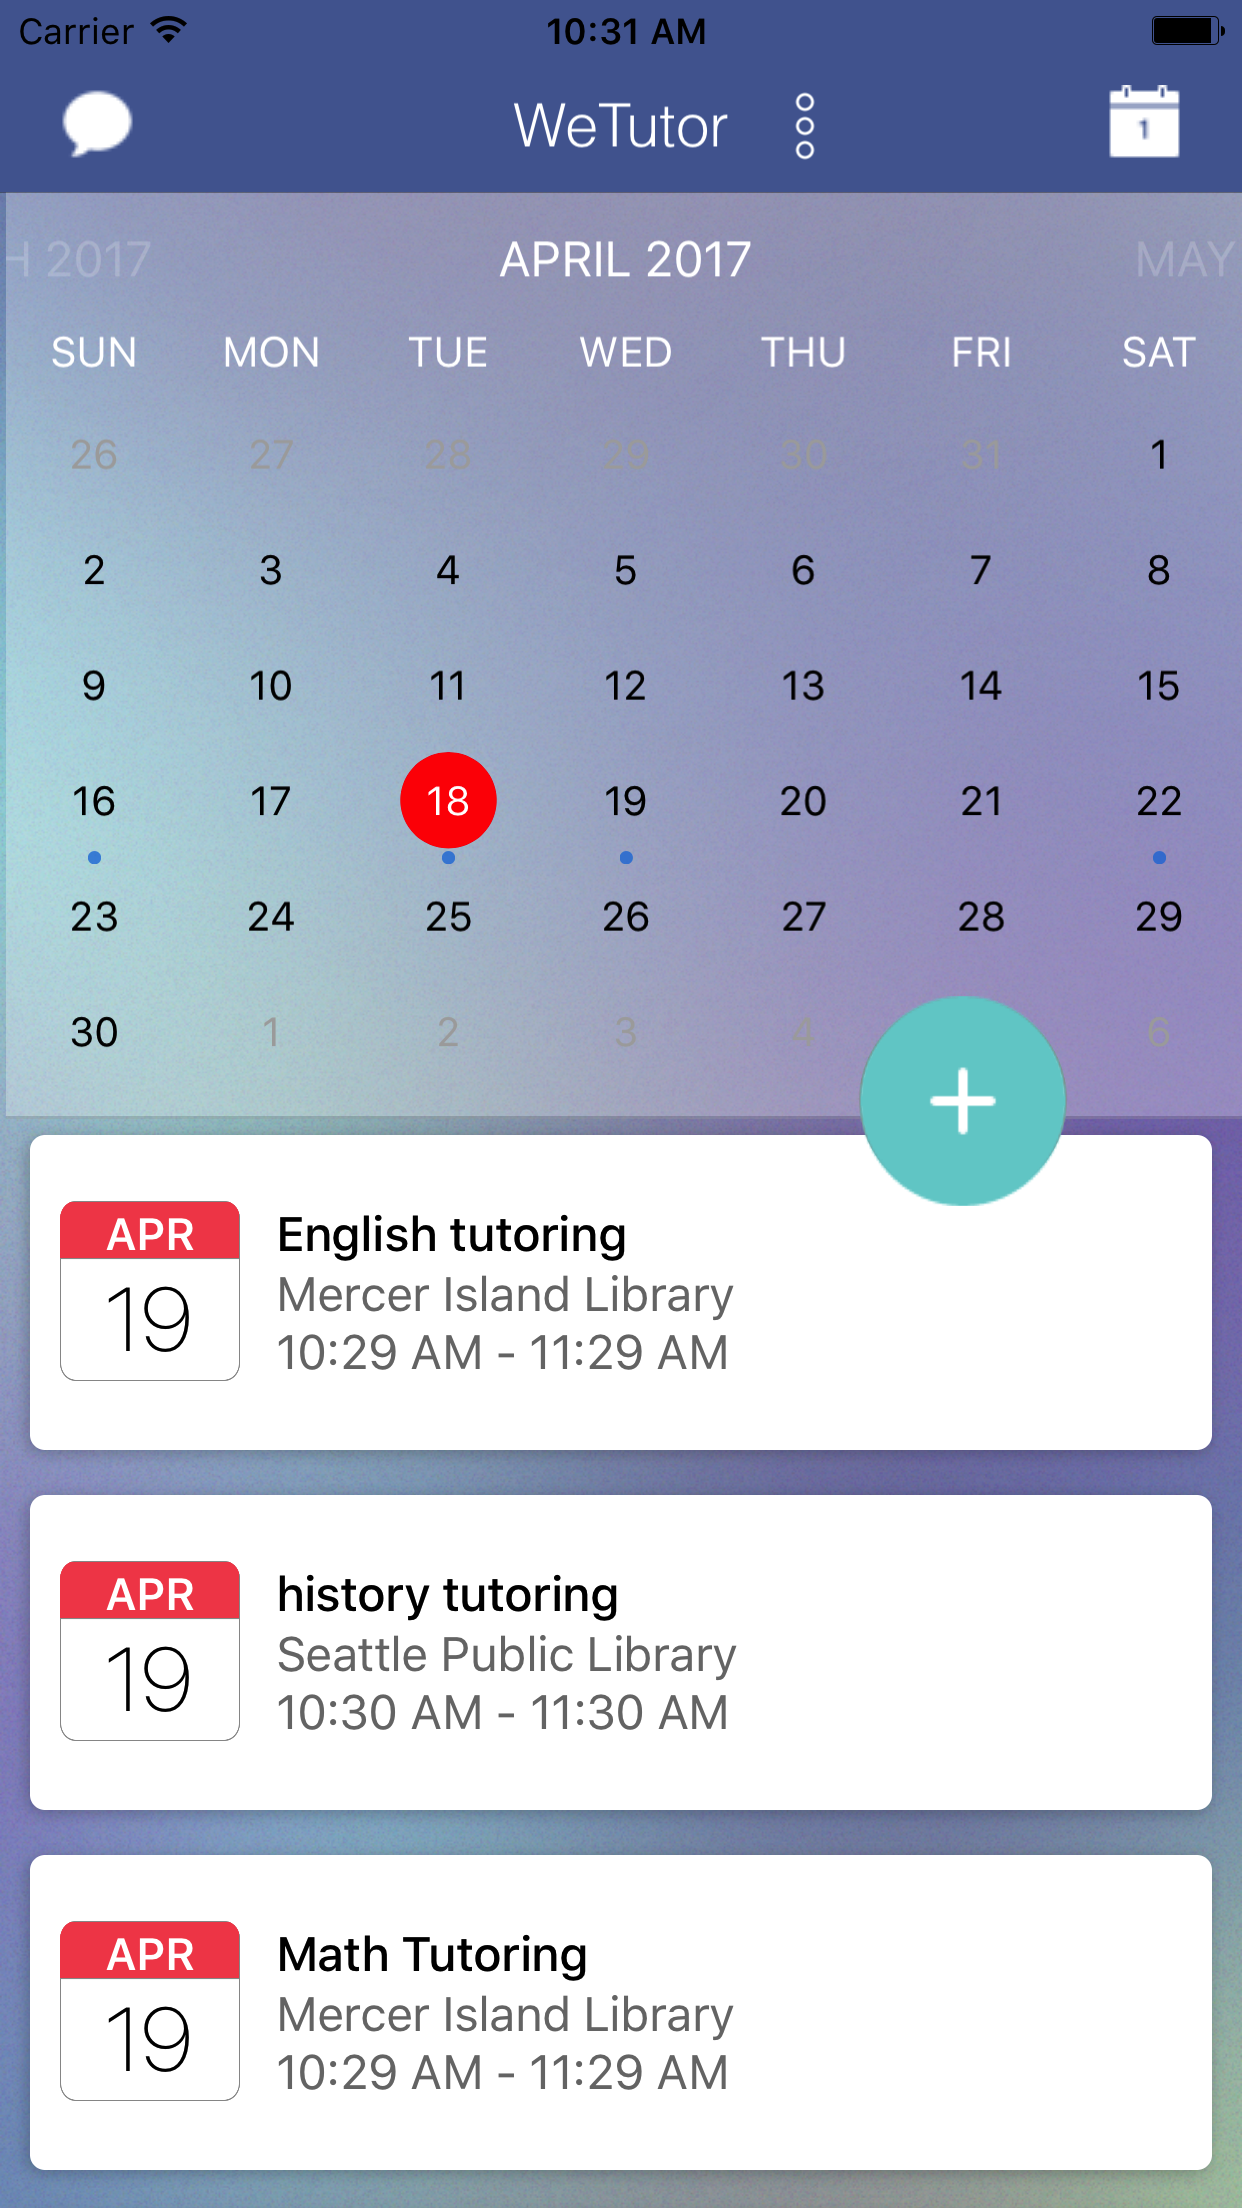 Carrier 10:31 AM
WeTutor 1
H 2017 APRIL 2017 MAY
SUN MON TUE WED THU FRI SAT
26 27 28 29 30 31 1
2 3 4 5 6 7 8
9 10 11 12 13 14 15
16 17 18 19 20 21 22
23 24 25 26 27 28 29
30 1 2 3 4 6
APR
19
English tutoring
Mercer Island Library
10:29 AM - 11:29 AM
APR
19
history tutoring
Seattle Public Library
10:30 AM - 11:30 AM
APR
19
Math Tutoring
Mercer Island Library
10:29 AM - 11:29 AM